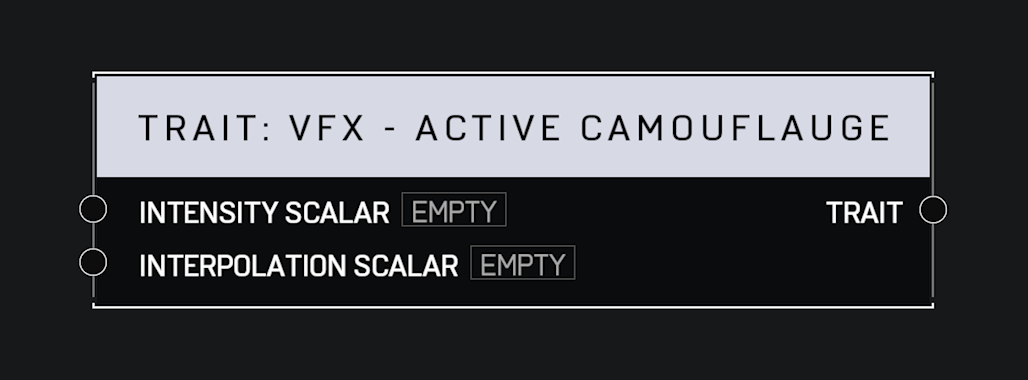 TRAIT: VFX - ACTIVE CAMOUFLAUGE
INTENSITY SCALAR EMPTY TRAIT
INTERPOLATION SCALAR EMPTY